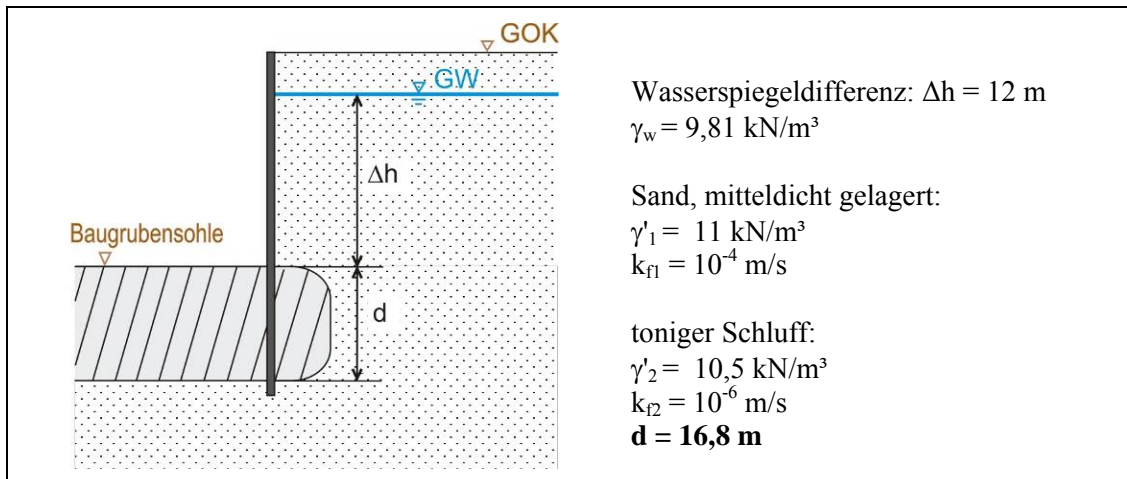 GOK
GW
Δh
Baugrubensohle
d
Wasserspiegeldifferenz: Δh = 12 m
γw = 9,81 kN/m³
Sand, mitteldicht gelagert:
γ'1 = 11 kN/m³
kf1 = 10⁻⁴ m/s
toniger Schluff:
γ'2 = 10,5 kN/m³
kf2 = 10⁻⁶ m/s
d = 16,8 m